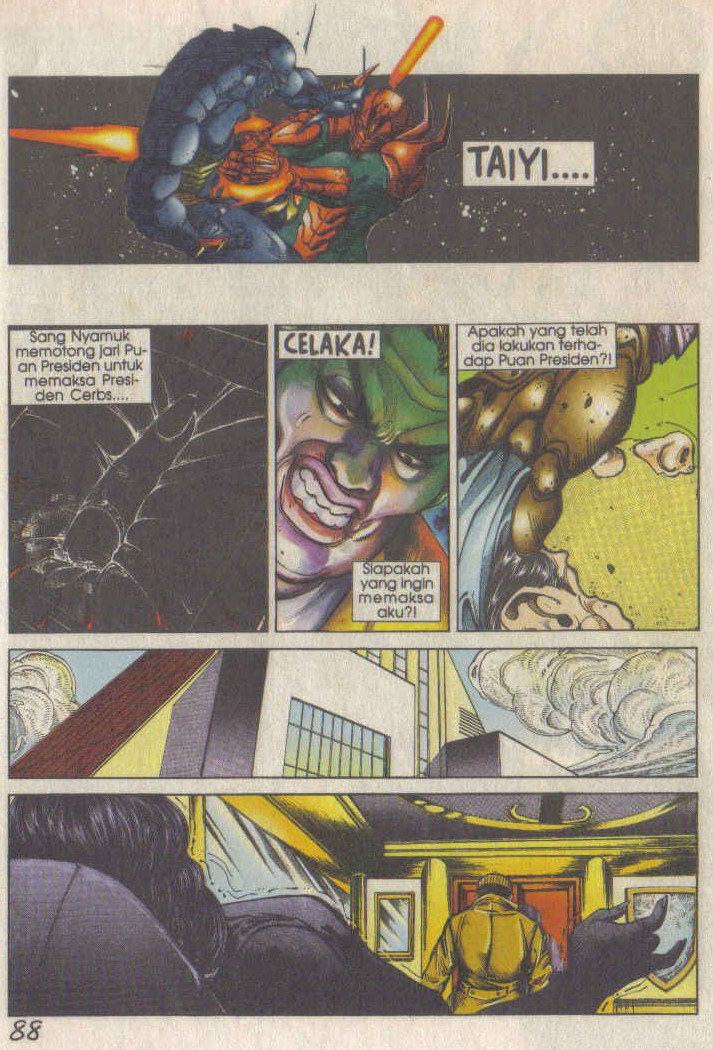 TAIYI....
Sang Nyamuk
memotong jari Pu-
an Presiden untuk
memaksa Presi-
den Cerbs....
CELAKA!
Siapakah
yang ingin
memaksa
aku?!
Apakah yang telah
dia lakukan terha-
dap Puan Presiden?!
88